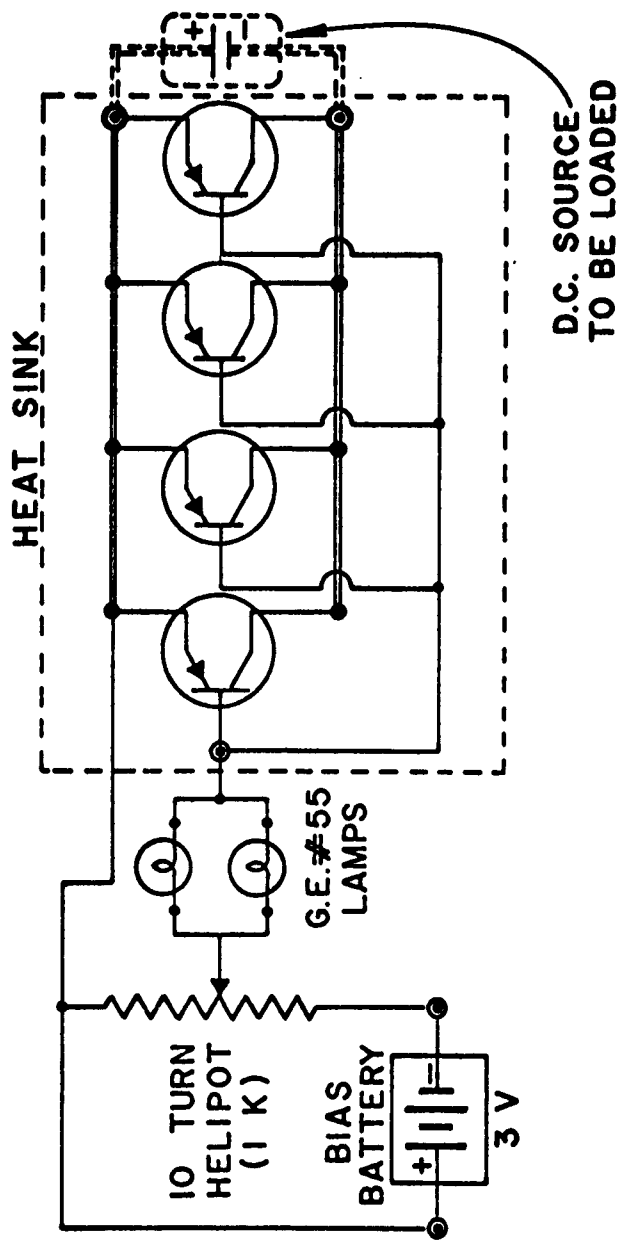 HEAT SINK
+ −
D.C. SOURCE
TO BE LOADED
G.E.#55
LAMPS
10 TURN
HELIPOT
(1 K)
BIAS
BATTERY
+ −
3 V